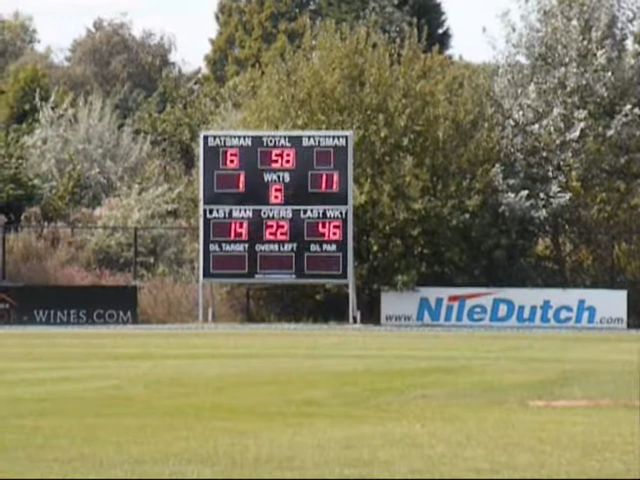 BATSMAN TOTAL BATSMAN
6 58
WKTS
1 6 11
LAST MAN OVERS LAST WKT
14 22 46
D/L TARGET OVERS LEFT D/L PAR
- WINES.COM
www.NileDutch.com